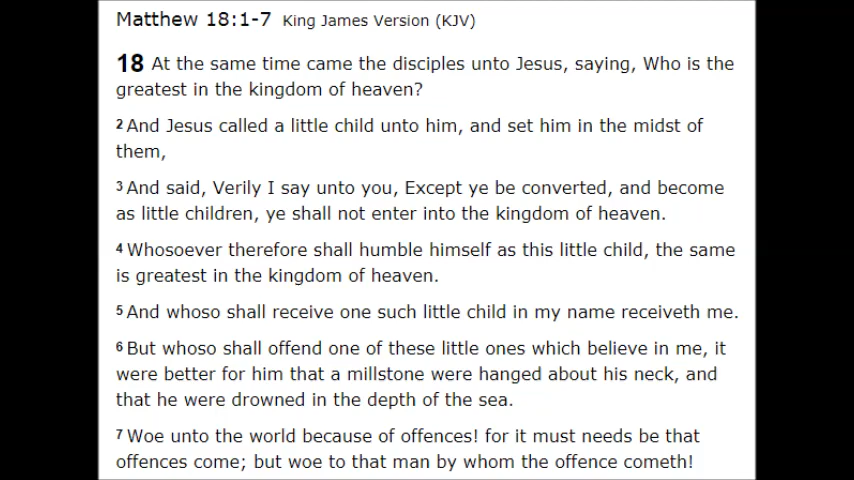 Matthew 18:1-7 King James Version (KJV)
18 At the same time came the disciples unto Jesus, saying, Who is the
greatest in the kingdom of heaven?
2 And Jesus called a little child unto him, and set him in the midst of
them,
3 And said, Verily I say unto you, Except ye be converted, and become
as little children, ye shall not enter into the kingdom of heaven.
4 Whosoever therefore shall humble himself as this little child, the same
is greatest in the kingdom of heaven.
5 And whoso shall receive one such little child in my name receiveth me.
6 But whoso shall offend one of these little ones which believe in me, it
were better for him that a millstone were hanged about his neck, and
that he were drowned in the depth of the sea.
7 Woe unto the world because of offences! for it must needs be that
offences come; but woe to that man by whom the offence cometh!